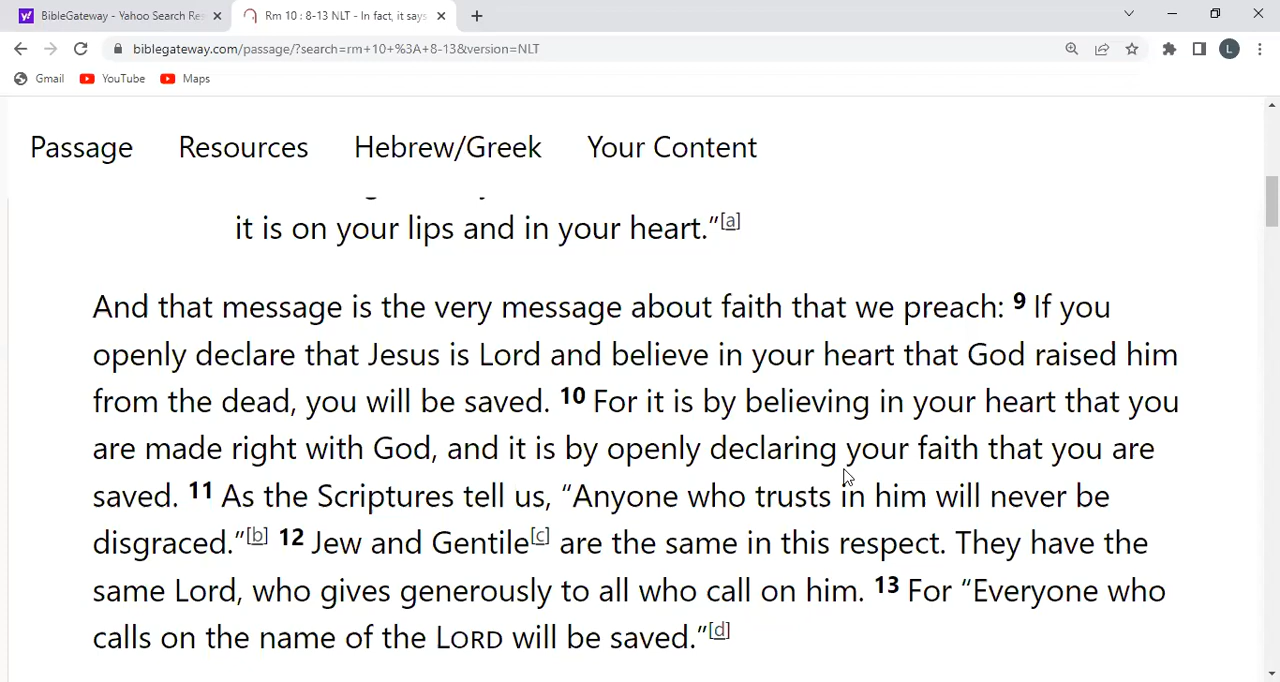 BibleGateway - Yahoo Search Res
Rm 10 : 8-13 NLT - In fact, it says
biblegateway.com/passage/?search=rm+10+%3A+8-13&version=NLT
L
Gmail YouTube Maps
Passage Resources Hebrew/Greek Your Content
it is on your lips and in your heart.”[a]
And that message is the very message about faith that we preach: 9 If you
openly declare that Jesus is Lord and believe in your heart that God raised him
from the dead, you will be saved. 10 For it is by believing in your heart that you
are made right with God, and it is by openly declaring your faith that you are
saved. 11 As the Scriptures tell us, “Anyone who trusts in him will never be
disgraced.”[b] 12 Jew and Gentile[c] are the same in this respect. They have the
same Lord, who gives generously to all who call on him. 13 For “Everyone who
calls on the name of the LORD will be saved.”[d]